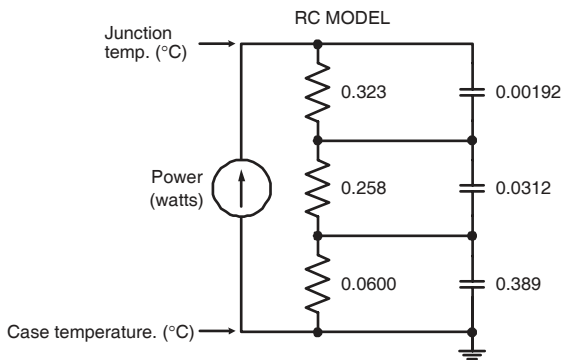 RC MODEL
Junction
temp. (°C)
0.323
0.00192
Power
(watts)
0.258
0.0312
0.0600
0.389
Case temperature. (°C)